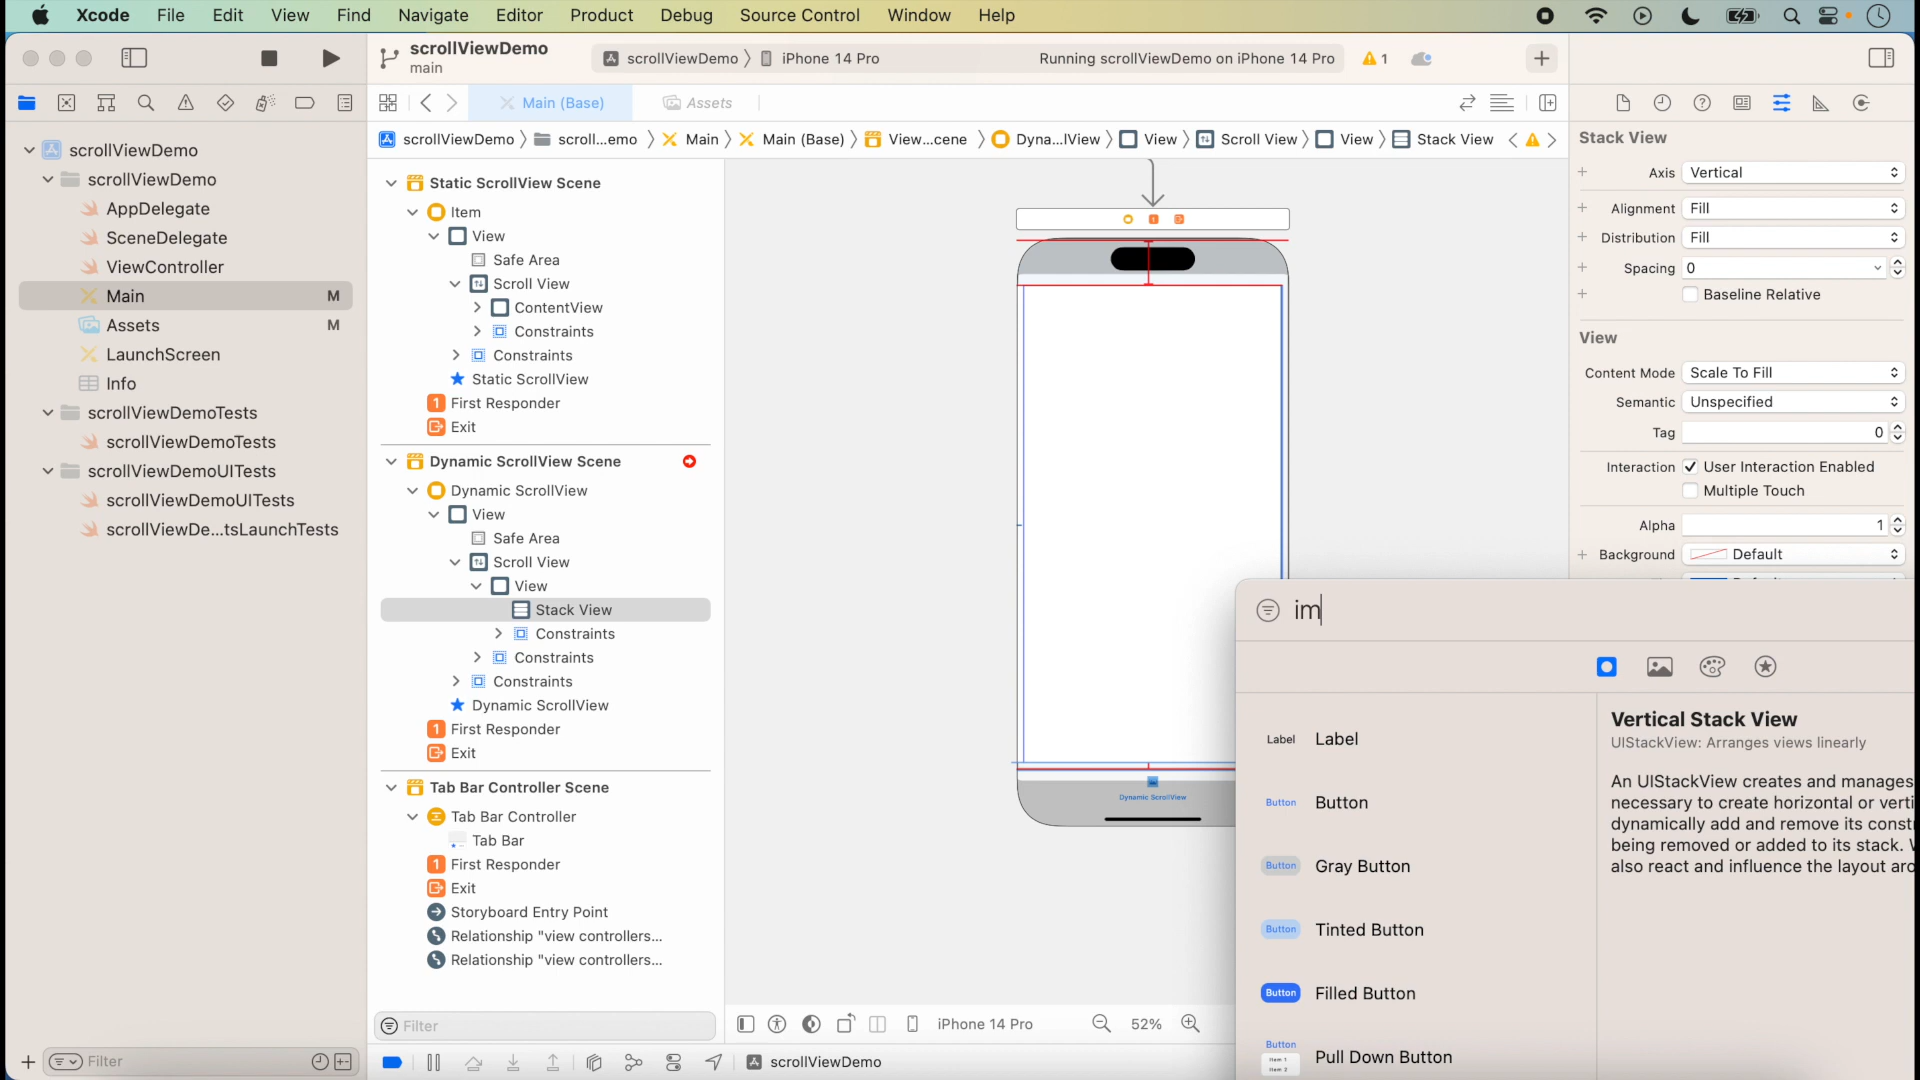 Xcode File Edit View Find Navigate Editor Product Debug Source Control Window Help
scrollViewDemo
main
scrollViewDemo iPhone 14 Pro Running scrollViewDemo on iPhone 14 Pro 1
Main (Base) Assets
scrollViewDemo scroll...emo Main Main (Base) View...cene Dyna...lView View Scroll View View Stack View
scrollViewDemo
scrollViewDemo
AppDelegate
SceneDelegate
ViewController
Main M
Assets M
LaunchScreen
Info
scrollViewDemoTests
scrollViewDemoTests
scrollViewDemoUITests
scrollViewDemoUITests
scrollViewDe...tsLaunchTests
Filter
Static ScrollView Scene
Item
View
Safe Area
Scroll View
ContentView
Constraints
Constraints
Static ScrollView
1 First Responder
Exit
Dynamic ScrollView Scene
Dynamic ScrollView
View
Safe Area
Scroll View
View
Stack View
Constraints
Constraints
Constraints
Dynamic ScrollView
1 First Responder
Exit
Tab Bar Controller Scene
Tab Bar Controller
Tab Bar
1 First Responder
Exit
Storyboard Entry Point
Relationship "view controllers...
Relationship "view controllers...
Filter
Dynamic ScrollView
iPhone 14 Pro 52%
scrollViewDemo
Stack View
Axis Vertical
Alignment Fill
Distribution Fill
Spacing 0
Baseline Relative
View
Content Mode Scale To Fill
Semantic Unspecified
Tag 0
Interaction User Interaction Enabled
Multiple Touch
Alpha 1
Background Default
im
Label Label
Button Button
Button Gray Button
Button Tinted Button
Button Filled Button
Button Pull Down Button
Item 1
Item 2
Vertical Stack View
UIStackView: Arranges views linearly
An UIStackView creates and manages
necessary to create horizontal or verti
dynamically add and remove its const
being removed or added to its stack.
also react and influence the layout aro